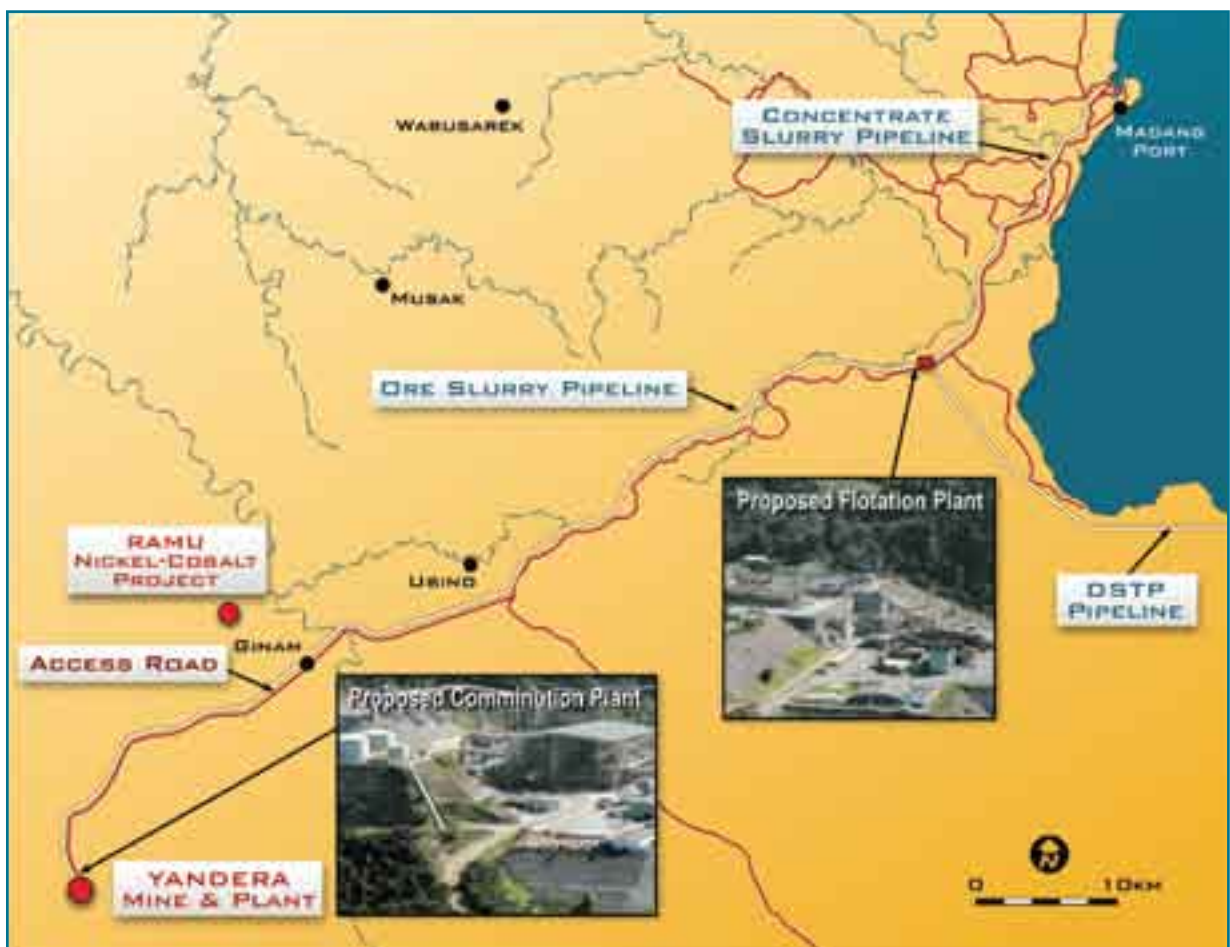 Wabusarek
Concentrate
Slurry Pipeline
Madang
Port
Musak
Ore Slurry Pipeline
Proposed Flotation Plant
RAMU
Nickel-Cobalt
Project
Usino
DSTP
Pipeline
Ginam
Access Road
Proposed Comminution Plant
YANDERA
Mine & Plant
N
0 10km